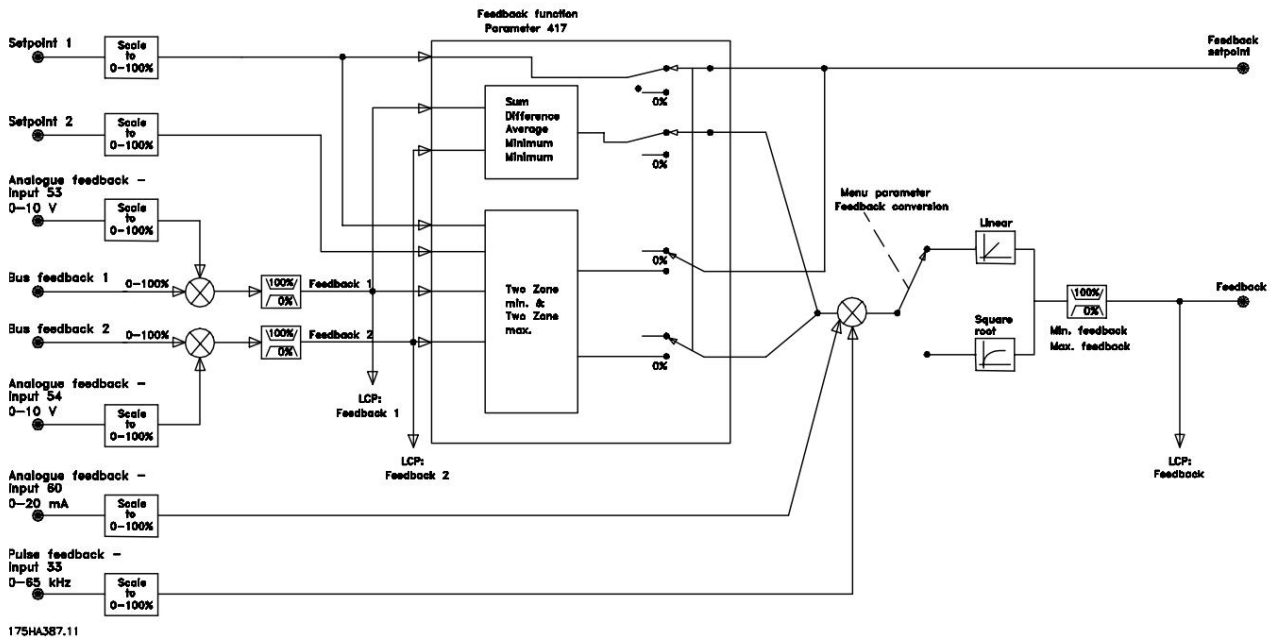 Feedback function
Parameter 417
Setpoint 1
Scale
to
0-100%
Feedback
setpoint
0%
Sum
Difference
Average
Minimum
Minimum
0%
Setpoint 2
Scale
to
0-100%
Analogue feedback -
Input 53
0-10 V
Scale
to
0-100%
Menu parameter
Feedback conversion
Linear
0%
Bus feedback 1
0-100%
100%
0%
Feedback 1
Two Zone
min. &
Two Zone
max.
100%
0%
Feedback
Bus feedback 2
0-100%
100%
0%
Feedback 2
Square
root
Min. feedback
Max. feedback
0%
Analogue feedback -
Input 54
0-10 V
Scale
to
0-100%
LCP:
Feedback 1
LCP:
Feedback 2
LCP:
Feedback
Analogue feedback -
Input 60
0-20 mA
Scale
to
0-100%
Pulse feedback -
Input 33
0-65 kHz
Scale
to
0-100%
175HA387.11